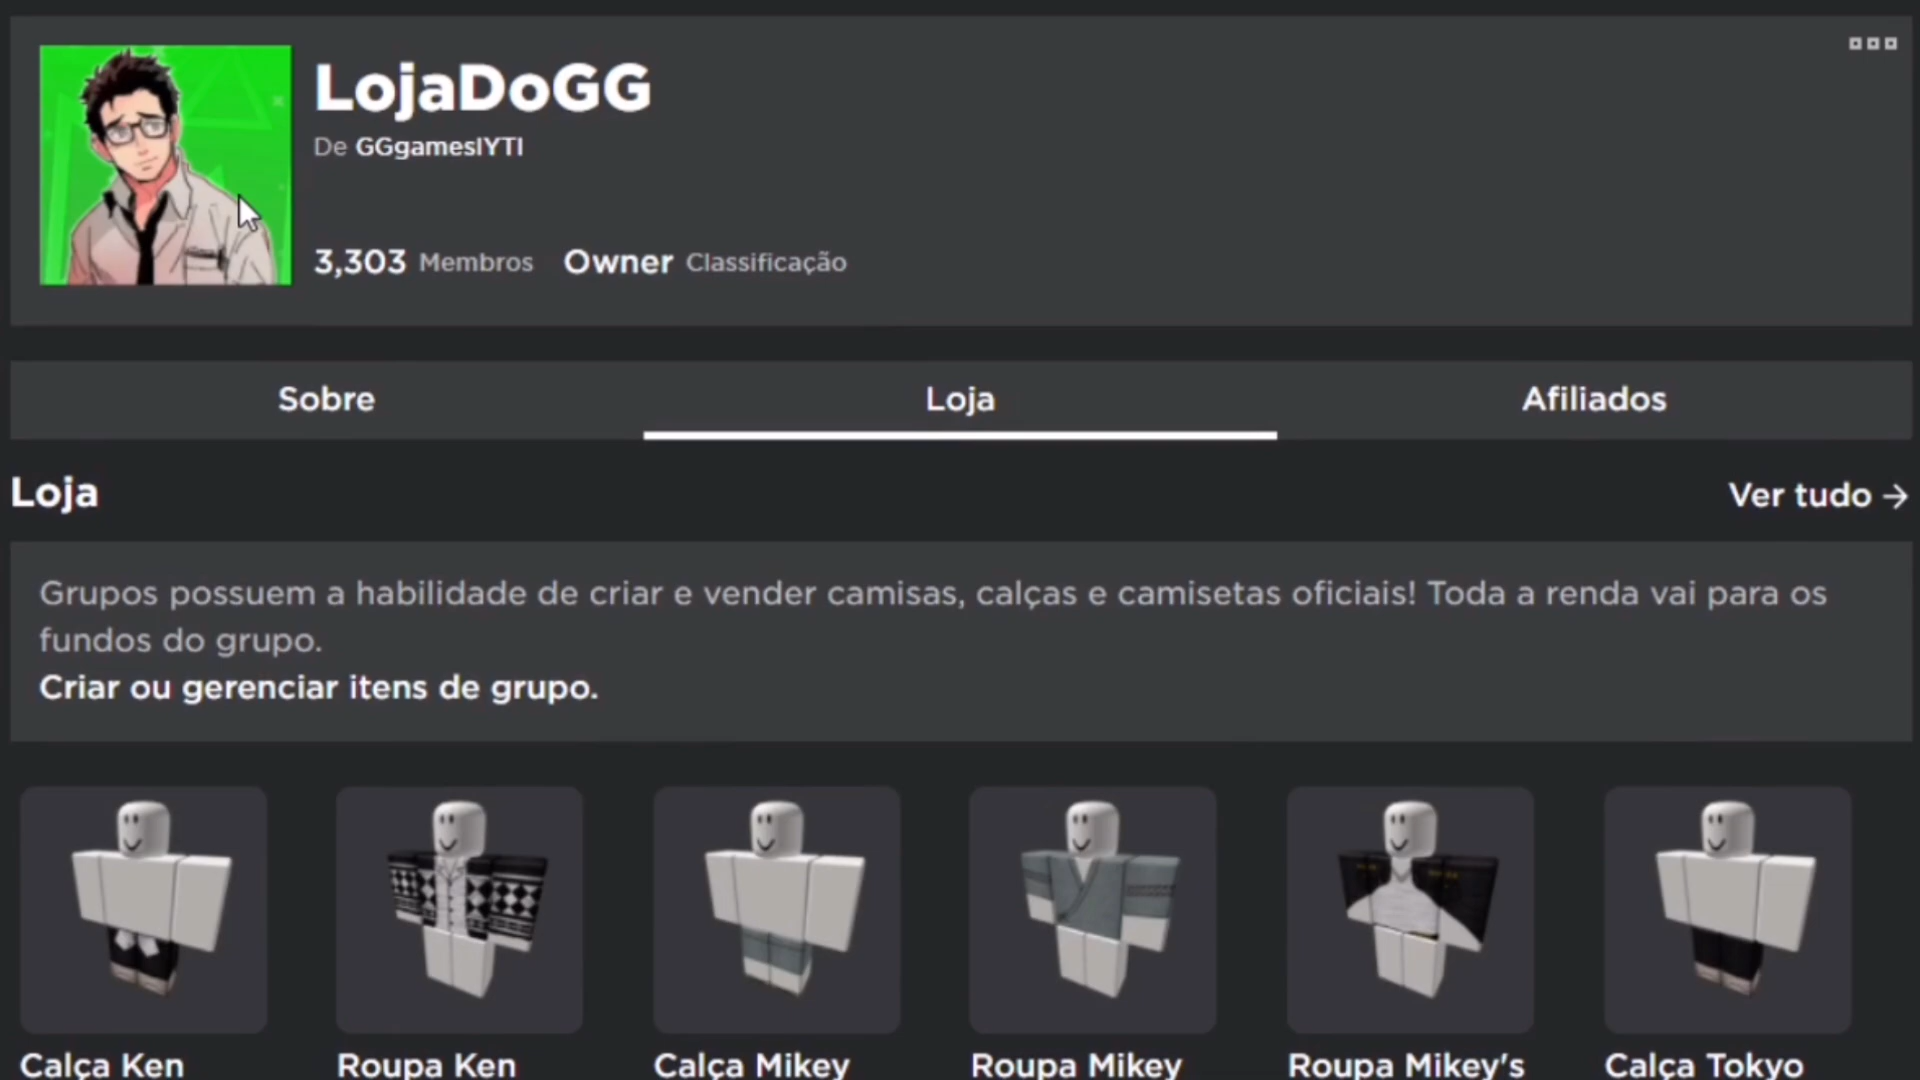 LojaDoGG
De GGgamesIYTI
3,303 Membros Owner Classificação
Sobre Loja Afiliados
Loja Ver tudo →
Grupos possuem a habilidade de criar e vender camisas, calças e camisetas oficiais! Toda a renda vai para os
fundos do grupo.
Criar ou gerenciar itens de grupo.
Calça Ken Roupa Ken Calça Mikey Roupa Mikey Roupa Mikey's Calça Tokyo